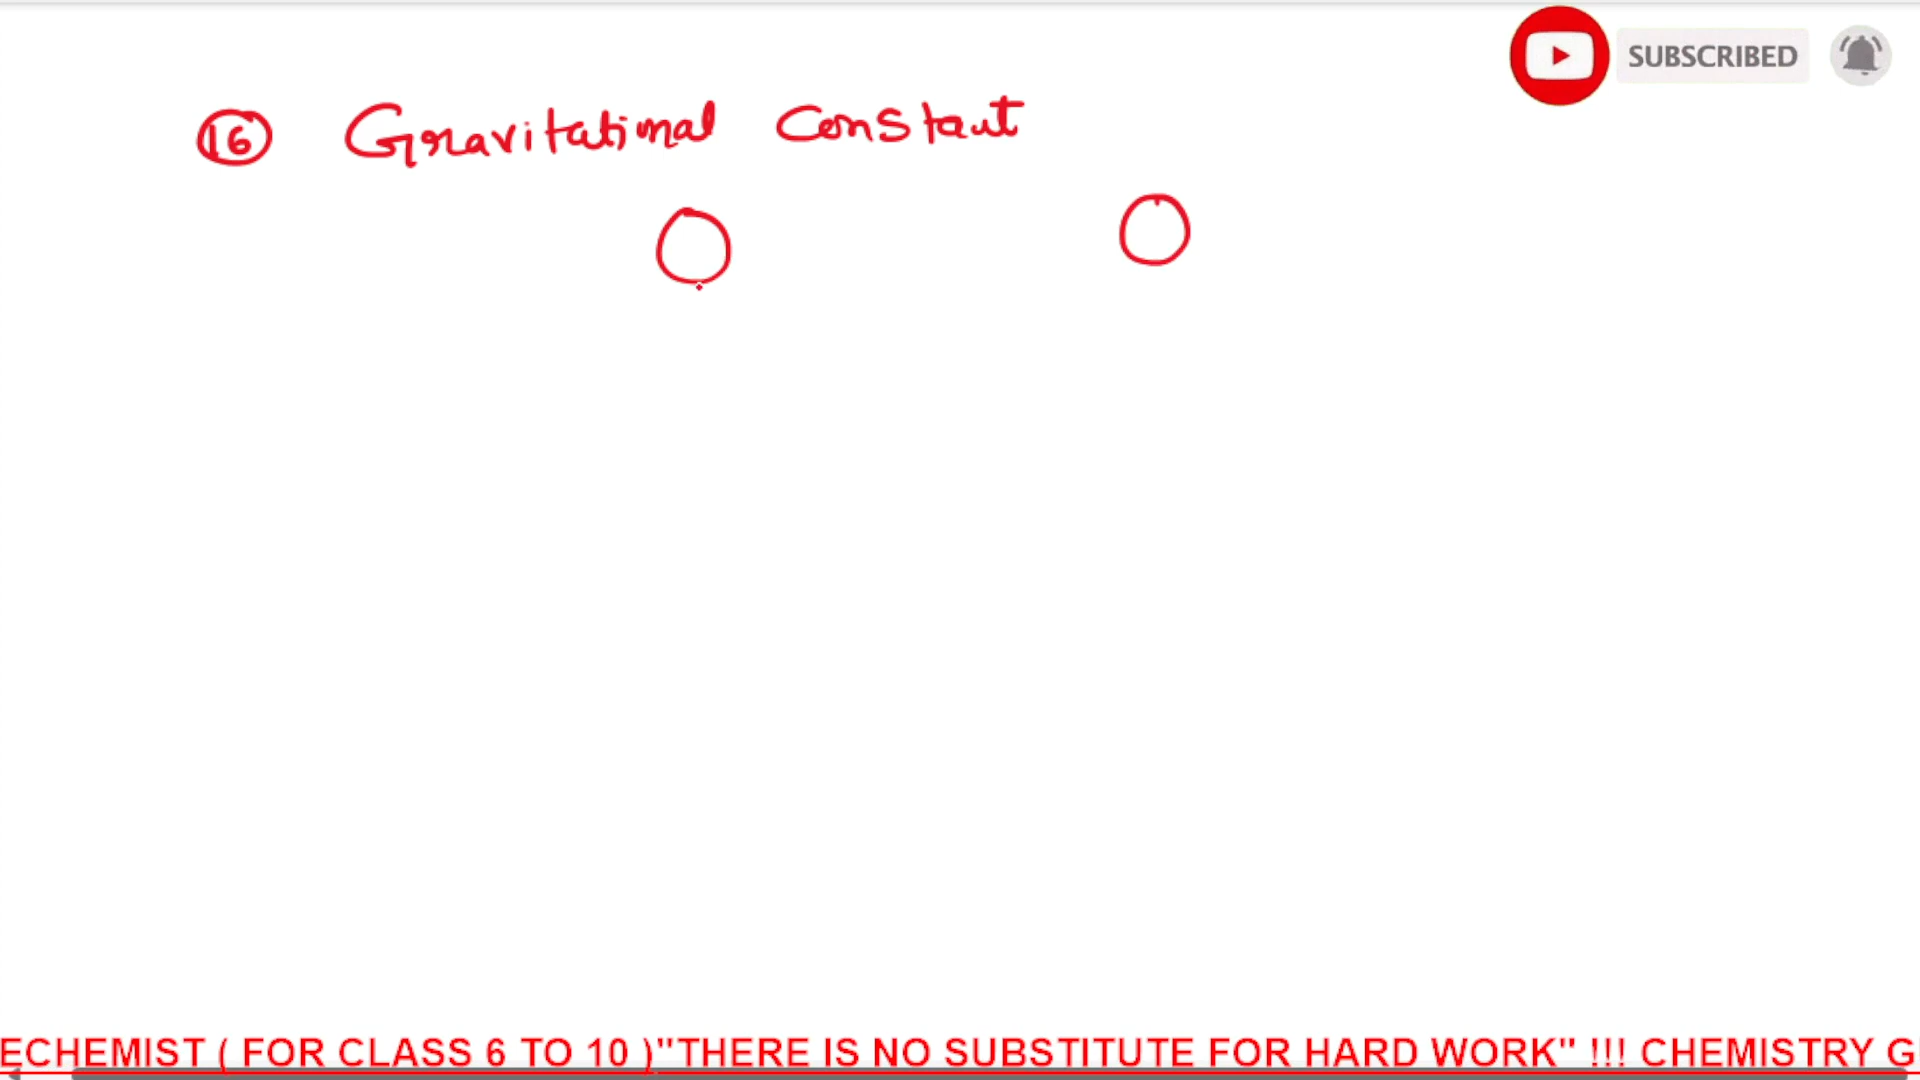 SUBSCRIBED
16 Gravitational Constant
ECHEMIST ( FOR CLASS 6 TO 10 )"THERE IS NO SUBSTITUTE FOR HARD WORK" !!! CHEMISTRY G